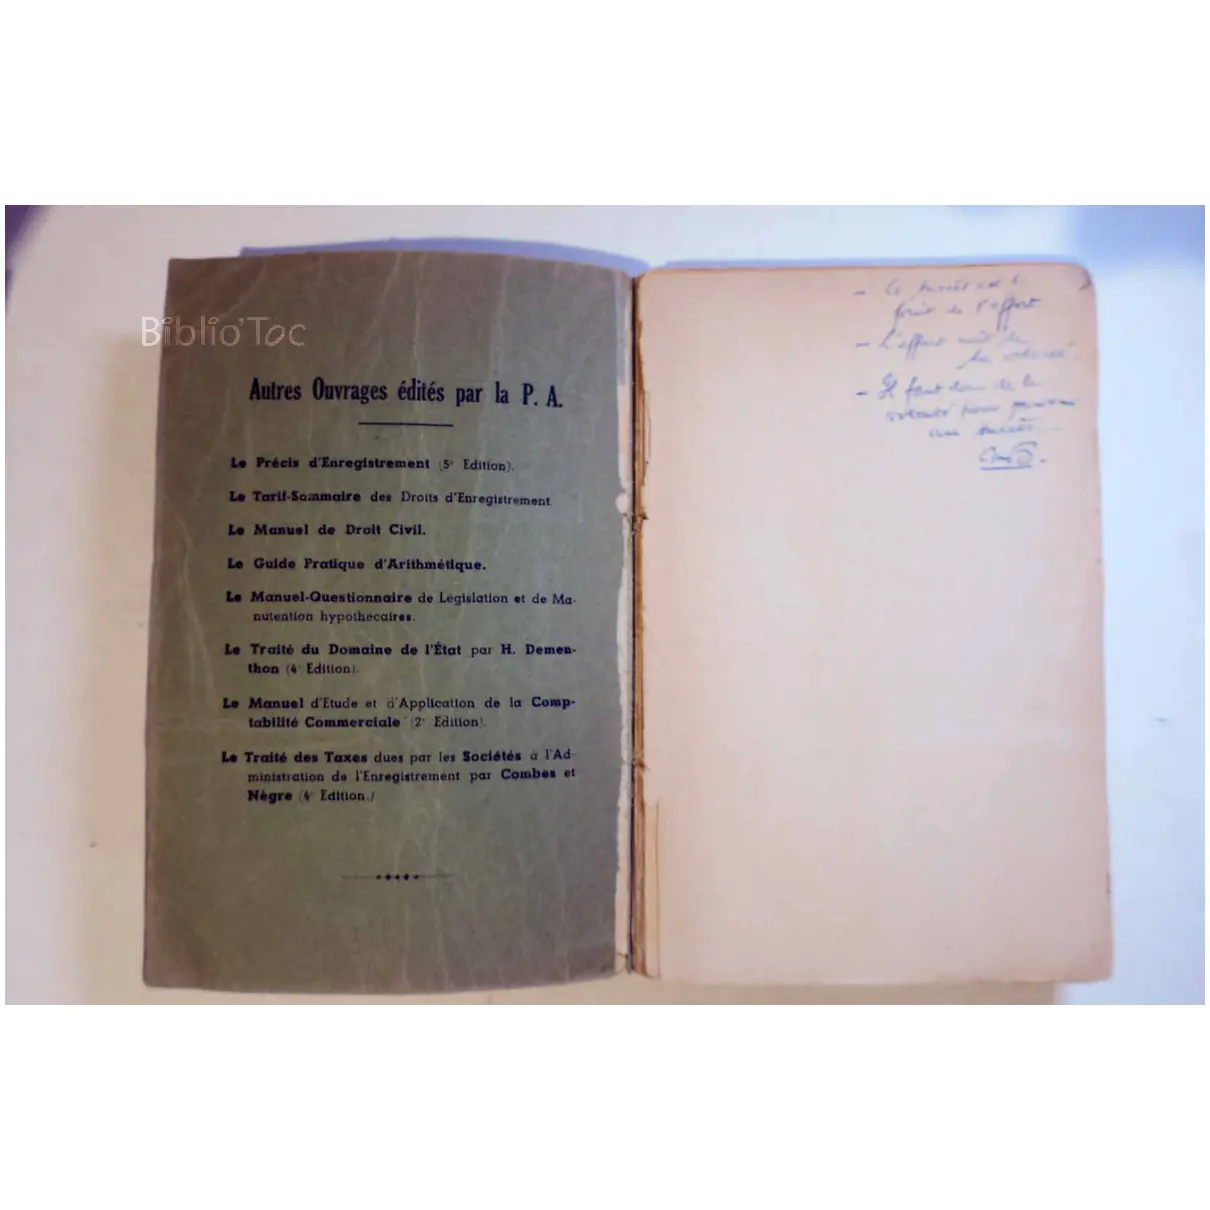 Biblio'Toc
Autres Ouvrages édités par la P. A.
Le Précis d'Enregistrement (5e Edition).
Le Tarif-Sommaire des Droits d'Enregistrement
Le Manuel de Droit Civil.
Le Guide Pratique d'Arithmétique.
Le Manuel-Questionnaire de Législation et de Ma-
nutention hypothécaires.
Le Traité du Domaine de l'État par H. Demen-
thon (4e Edition).
Le Manuel d'Etude et d'Application de la Comp-
tabilité Commerciale (2e Edition).
Le Traité des Taxes dues par les Sociétés à l'Ad-
ministration de l'Enregistrement par Combes et
Nègre (4e Edition.)
- Le succès est le
fruit de l'effort
- L'effort naît de
la volonté.
- Il faut donc de la
volonté pour
au succès...